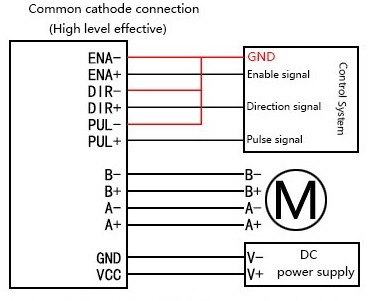 Common cathode connection
(High level effective)
ENA- GND
ENA+ Enable signal
DIR-
DIR+ Direction signal
PUL-
PUL+ Pulse signal
Control System
B- B-
B+ B+
A- A-
A+ A+
M
GND V-
VCC V+
DC
power supply